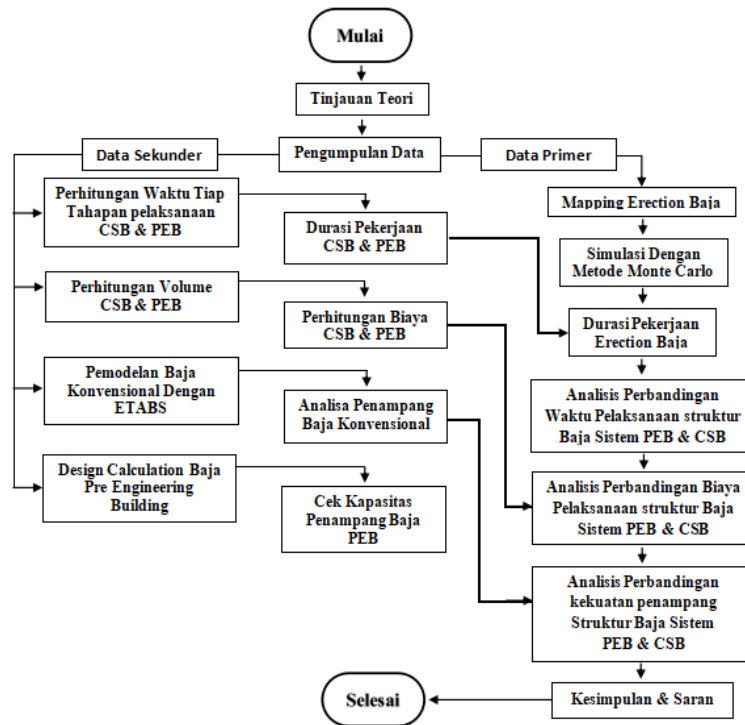 Mulai
Tinjauan Teori
Data Sekunder
Pengumpulan Data
Data Primer
Perhitungan Waktu Tiap
Tahapan pelaksanaan
CSB & PEB
Durasi Pekerjaan
CSB & PEB
Perhitungan Volume
CSB & PEB
Perhitungan Biaya
CSB & PEB
Pemodelan Baja
Konvensional Dengan
ETABS
Analisa Penampang
Baja Konvensional
Design Calculation Baja
Pre Engineering
Building
Cek Kapasitas
Penampang Baja
PEB
Mapping Erection Baja
Simulasi Dengan
Metode Monte Carlo
Durasi Pekerjaan
Erection Baja
Analisis Perbandingan
Waktu Pelaksanaan struktur
Baja Sistem PEB & CSB
Analisis Perbandingan Biaya
Pelaksanaan struktur Baja
Sistem PEB & CSB
Analisis Perbandingan
kekuatan penampang
Struktur Baja Sistem
PEB & CSB
Kesimpulan & Saran
Selesai